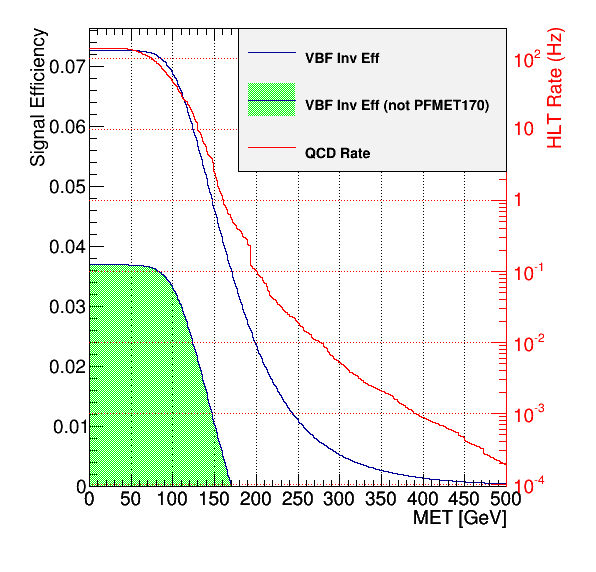 Signal Efficiency
HLT Rate (Hz)
VBF Inv Eff
VBF Inv Eff (not PFMET170)
QCD Rate
0.07
0.06
0.05
0.04
0.03
0.02
0.01
0
10^2
10
1
10^-1
10^-2
10^-3
10^-4
0 50 100 150 200 250 300 350 400 450 500
MET [GeV]